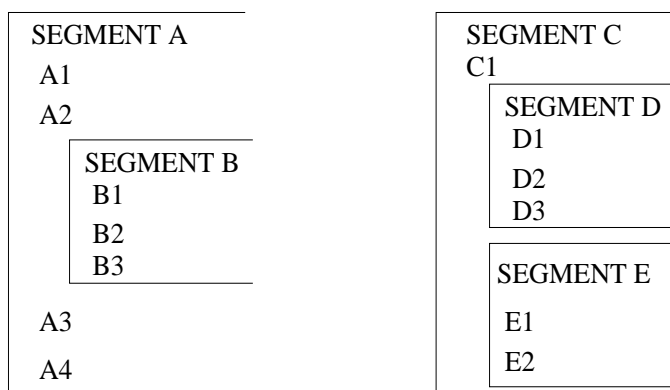 SEGMENT A
A1
A2
SEGMENT B
B1
B2
B3
A3
A4
SEGMENT C
C1
SEGMENT D
D1
D2
D3
SEGMENT E
E1
E2